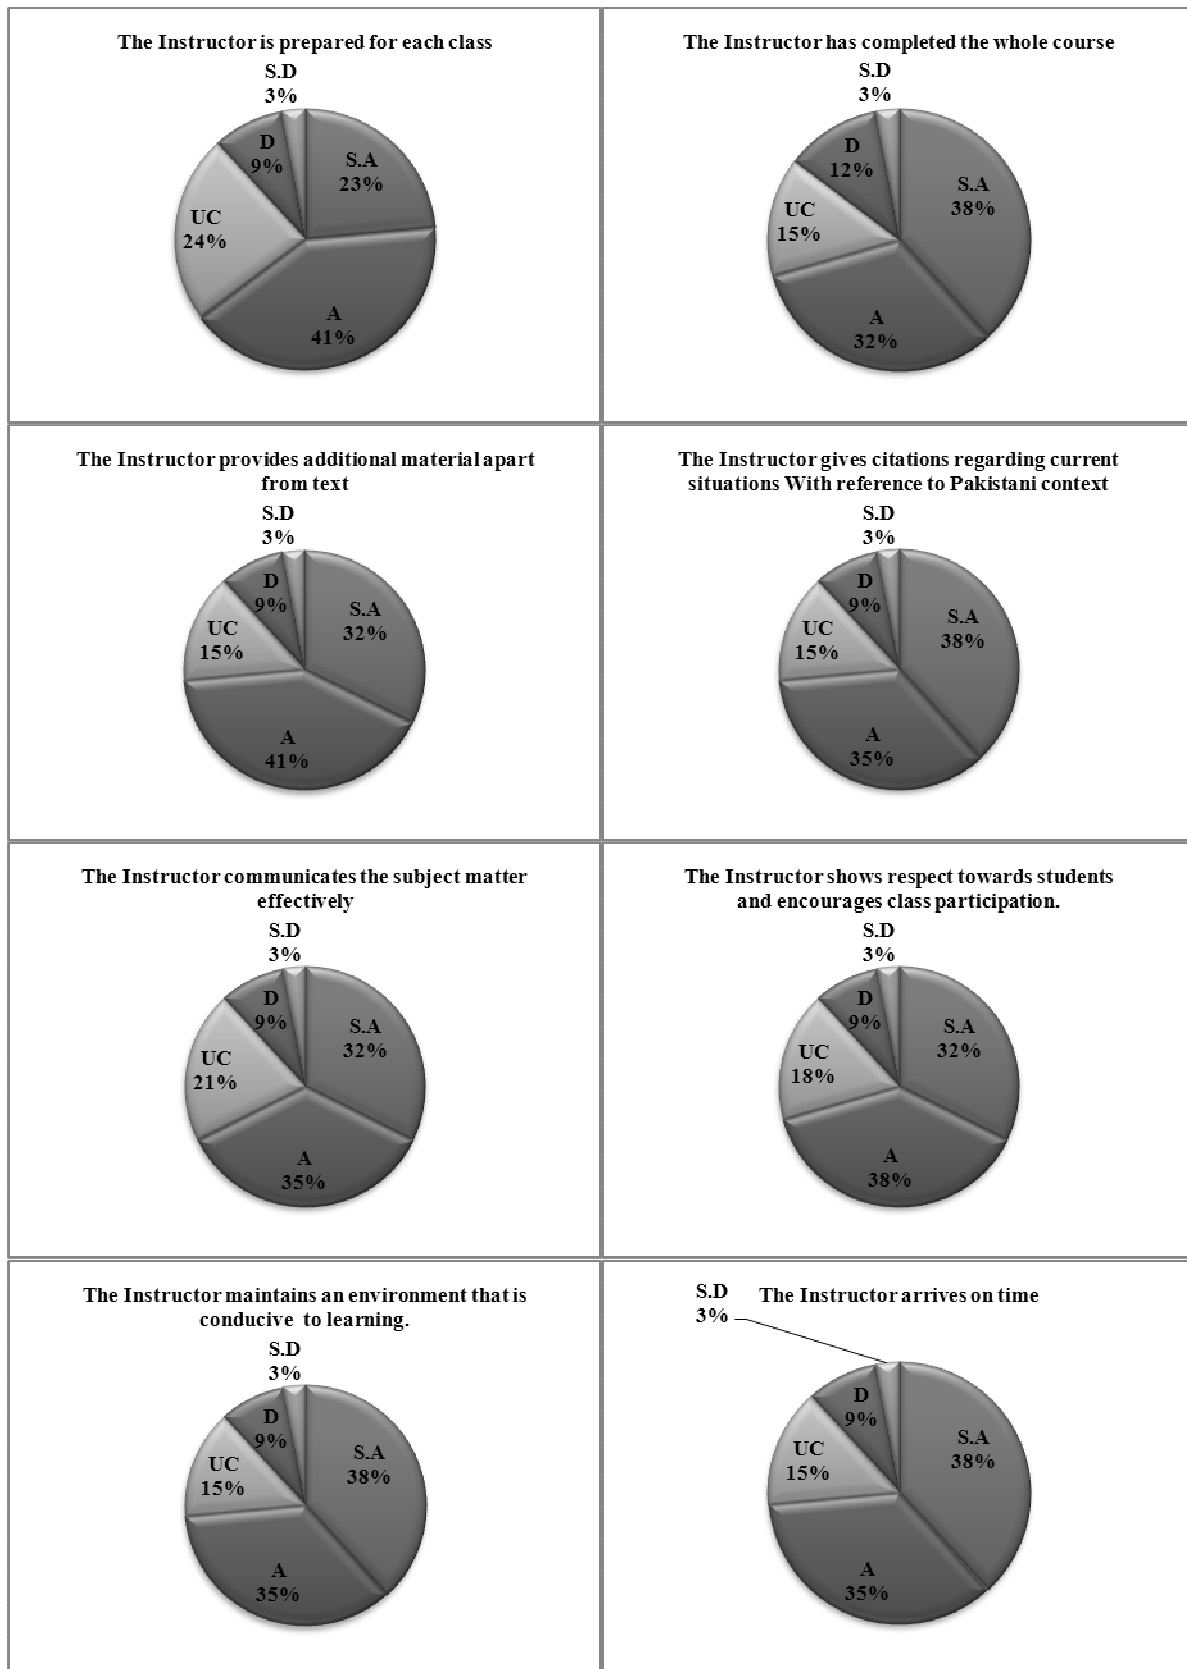 The Instructor is prepared for each class
S.D
3%
D
9%
S.A
23%
UC
24%
A
41%
The Instructor has completed the whole course
S.D
3%
D
12%
S.A
38%
UC
15%
A
32%
The Instructor provides additional material apart
from text
S.D
3%
D
9%
S.A
32%
UC
15%
A
41%
The Instructor gives citations regarding current
situations With reference to Pakistani context
S.D
3%
D
9%
S.A
38%
UC
15%
A
35%
The Instructor communicates the subject matter
effectively
S.D
3%
D
9%
S.A
32%
UC
21%
A
35%
The Instructor shows respect towards students
and encourages class participation.
S.D
3%
D
9%
S.A
32%
UC
18%
A
38%
The Instructor maintains an environment that is
conducive to learning.
S.D
3%
D
9%
S.A
38%
UC
15%
A
35%
The Instructor arrives on time
S.D
3%
D
9%
S.A
38%
UC
15%
A
35%